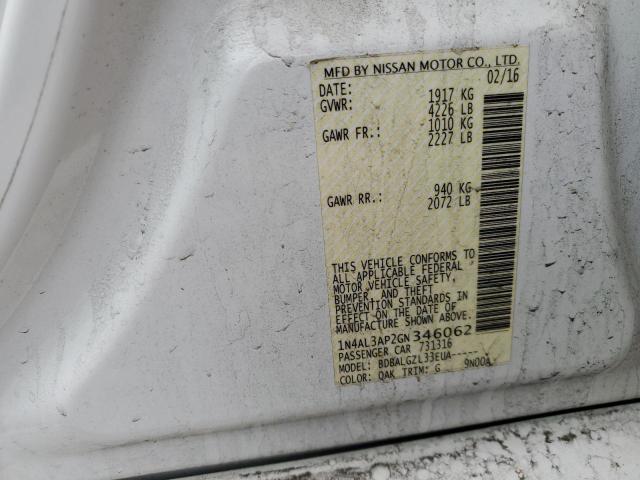 MFD BY NISSAN MOTOR CO., LTD.
DATE: 02/16
GVWR: 1917 KG
4226 LB
GAWR FR.: 1010 KG
2227 LB
GAWR RR.: 940 KG
2072 LB
THIS VEHICLE CONFORMS TO
ALL APPLICABLE FEDERAL
MOTOR VEHICLE SAFETY,
BUMPER, AND THEFT
PREVENTION STANDARDS IN
EFFECT ON THE DATE OF
MANUFACTURE SHOWN ABOVE.
1N4AL3AP2GN346062
PASSENGER CAR 731316
MODEL: BDBALGZL33EUA-----
COLOR: QAK TRIM: G 9N00A